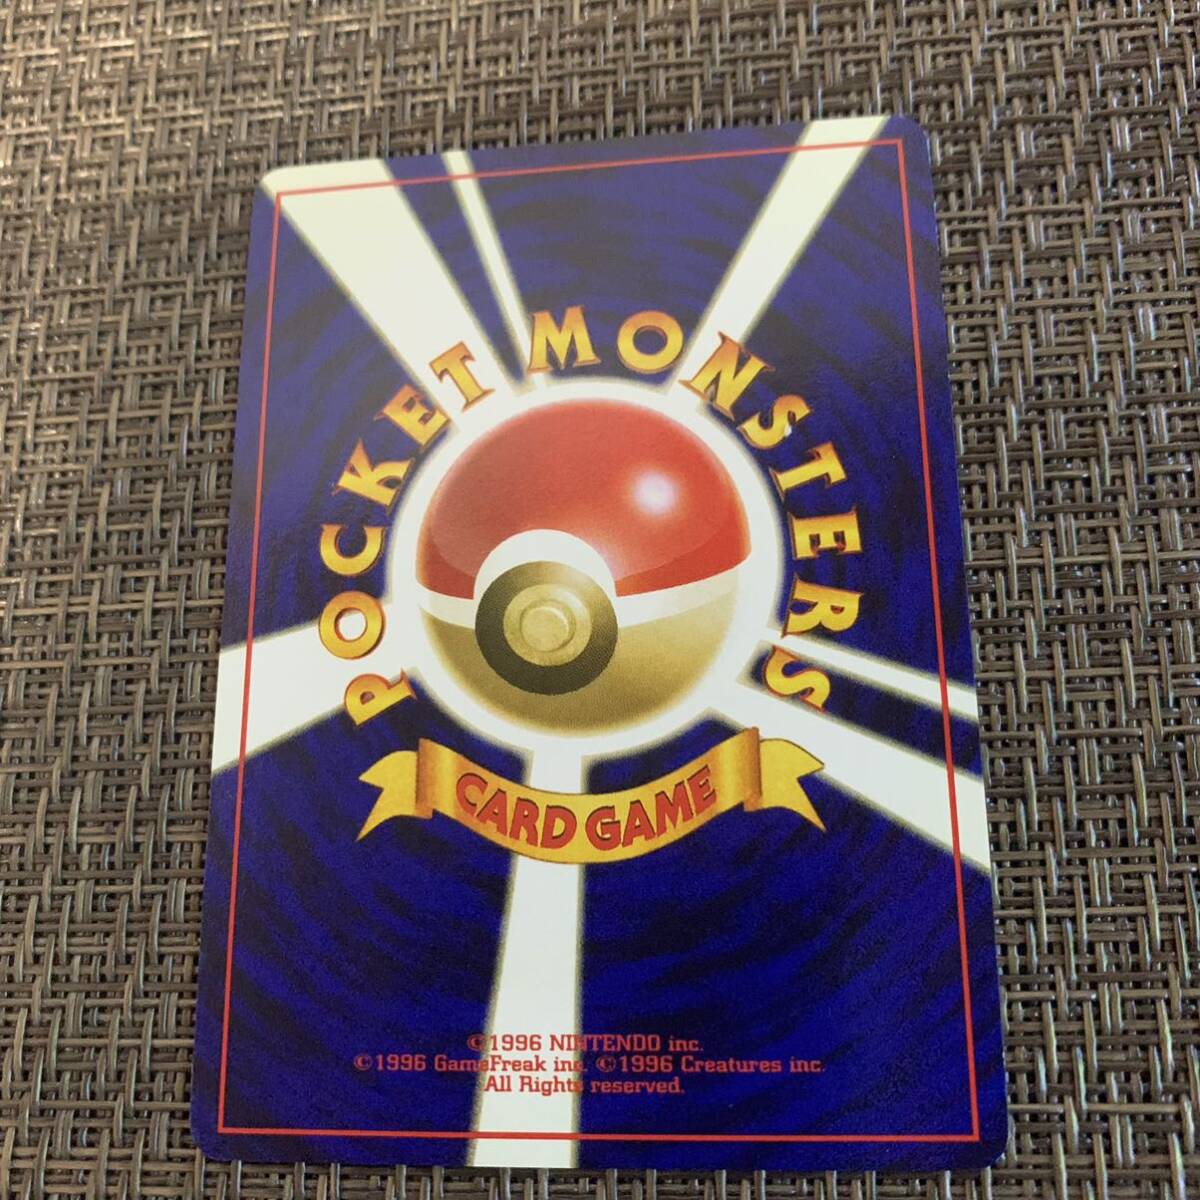 POCKET MONSTERS
CARD GAME
©1996 NINTENDO inc.
©1996 GameFreak inc. ©1996 Creatures inc.
All Rights reserved.